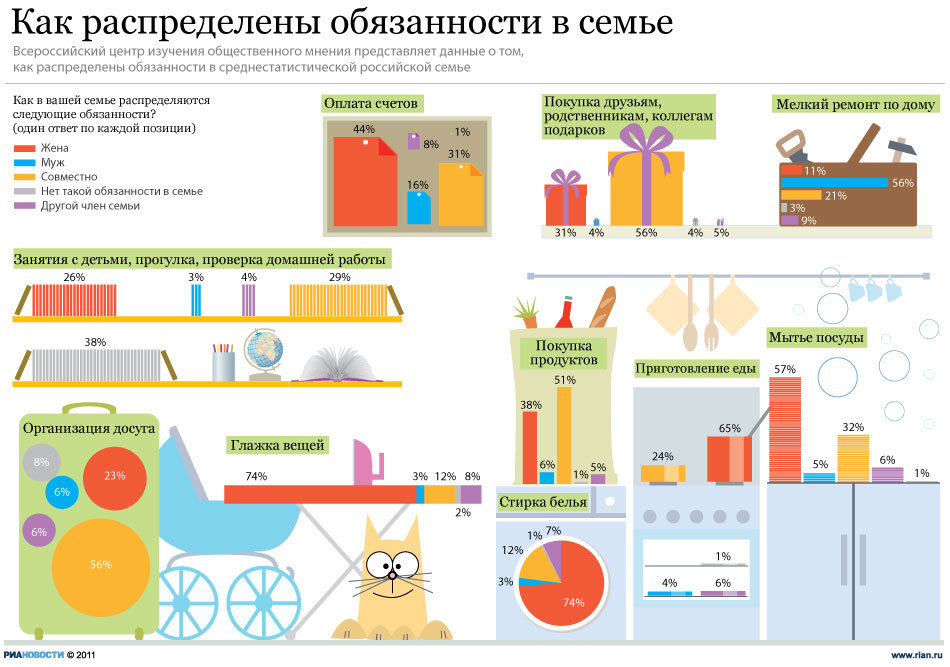 Как распределены обязанности в семье
Всероссийский центр изучения общественного мнения представляет данные о том,
как распределены обязанности в среднестатистической российской семье
Как в вашей семье распределяются
следующие обязанности?
(один ответ по каждой позиции)
Жена
Муж
Совместно
Нет такой обязанности в семье
Другой член семьи
Оплата счетов
44%
16%
8%
1%
31%
Покупка друзьям,
родственникам, коллегам
подарков
31%
4%
56%
4%
5%
Мелкий ремонт по дому
11%
56%
21%
3%
9%
Занятия с детьми, прогулка, проверка домашней работы
26%
3%
4%
29%
38%
Организация досуга
8%
6%
23%
6%
56%
Глажка вещей
74%
3%
12%
8%
2%
Покупка
продуктов
38%
6%
51%
1%
5%
Стирка белья
12%
1%
7%
3%
74%
Приготовление еды
24%
65%
1%
4%
6%
Мытье посуды
57%
5%
32%
6%
1%
РИАНОВОСТИ © 2011
www.rian.ru